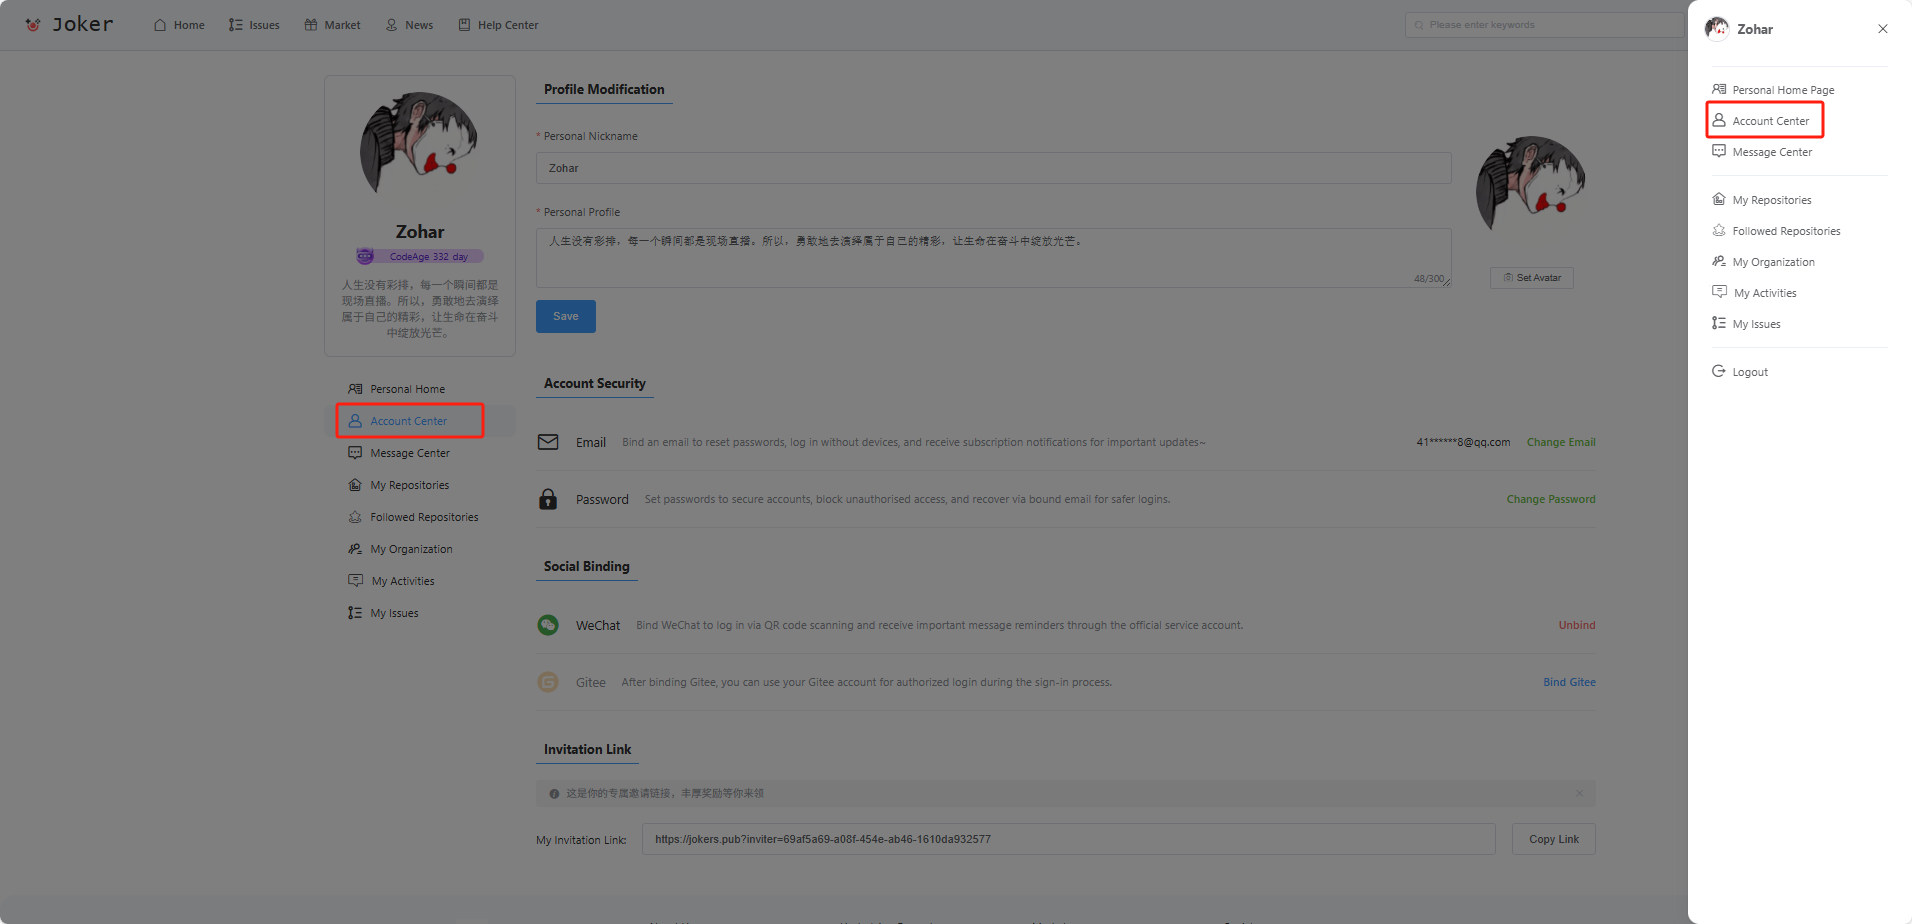 Joker
Home
Issues
Market
News
Help Center
Please enter keywords
Zohar
CodeAge 332 day
人生没有彩排，每一个瞬间都是
现场直播。所以，勇敢地去演绎
属于自己的精彩，让生命在奋斗
中绽放光芒。
Personal Home
Account Center
Message Center
My Repositories
Followed Repositories
My Organization
My Activities
My Issues
Profile Modification
* Personal Nickname
Zohar
* Personal Profile
人生没有彩排，每一个瞬间都是现场直播。所以，勇敢地去演绎属于自己的精彩，让生命在奋斗中绽放光芒。
48/300
Set Avatar
Save
Account Security
Email Bind an email to reset passwords, log in without devices, and receive subscription notifications for important updates~ 41******8@qq.com Change Email
Password Set passwords to secure accounts, block unauthorised access, and recover via bound email for safer logins. Change Password
Social Binding
WeChat Bind WeChat to log in via QR code scanning and receive important message reminders through the official service account. Unbind
Gitee After binding Gitee, you can use your Gitee account for authorized login during the sign-in process. Bind Gitee
Invitation Link
这是你的专属邀请链接，丰厚奖励等你来领
My Invitation Link: https://jokers.pub?inviter=69af5a69-a08f-454e-ab46-1610da932577 Copy Link
Zohar
Personal Home Page
Account Center
Message Center
My Repositories
Followed Repositories
My Organization
My Activities
My Issues
Logout